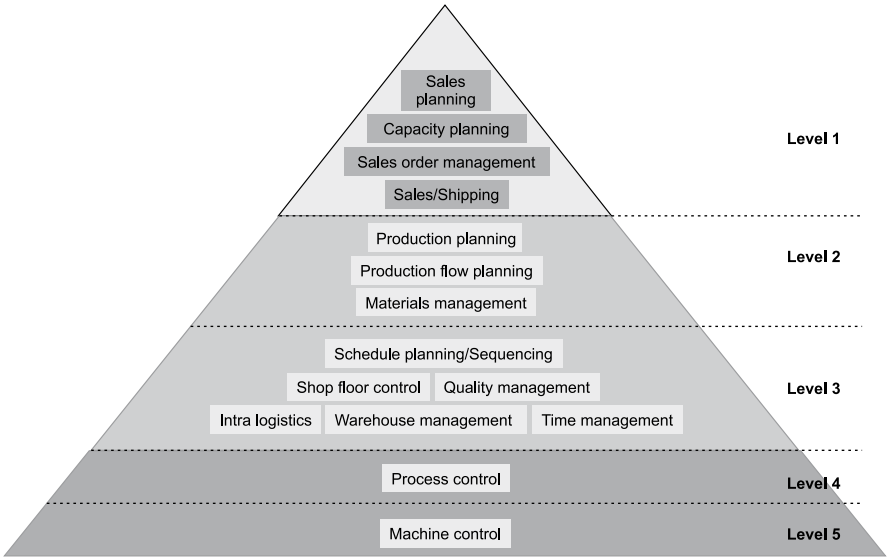 Sales
planning
Capacity planning
Level 1
Sales order management
Sales/Shipping
Production planning
Level 2
Production flow planning
Materials management
Schedule planning/Sequencing
Shop floor control Quality management
Level 3
Intra logistics Warehouse management Time management
Process control
Level 4
Machine control
Level 5